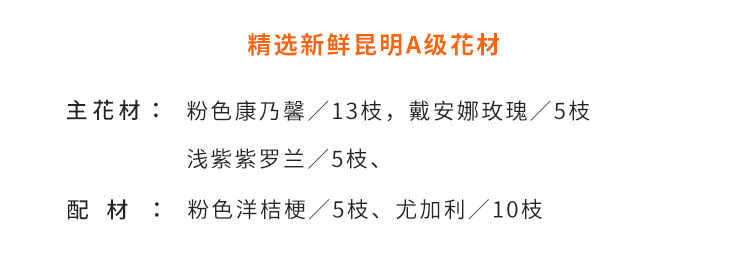 精选新鲜昆明A级花材
主花材：粉色康乃馨／13枝，戴安娜玫瑰／5枝
浅紫紫罗兰／5枝、
配材：粉色洋桔梗／5枝、尤加利／10枝